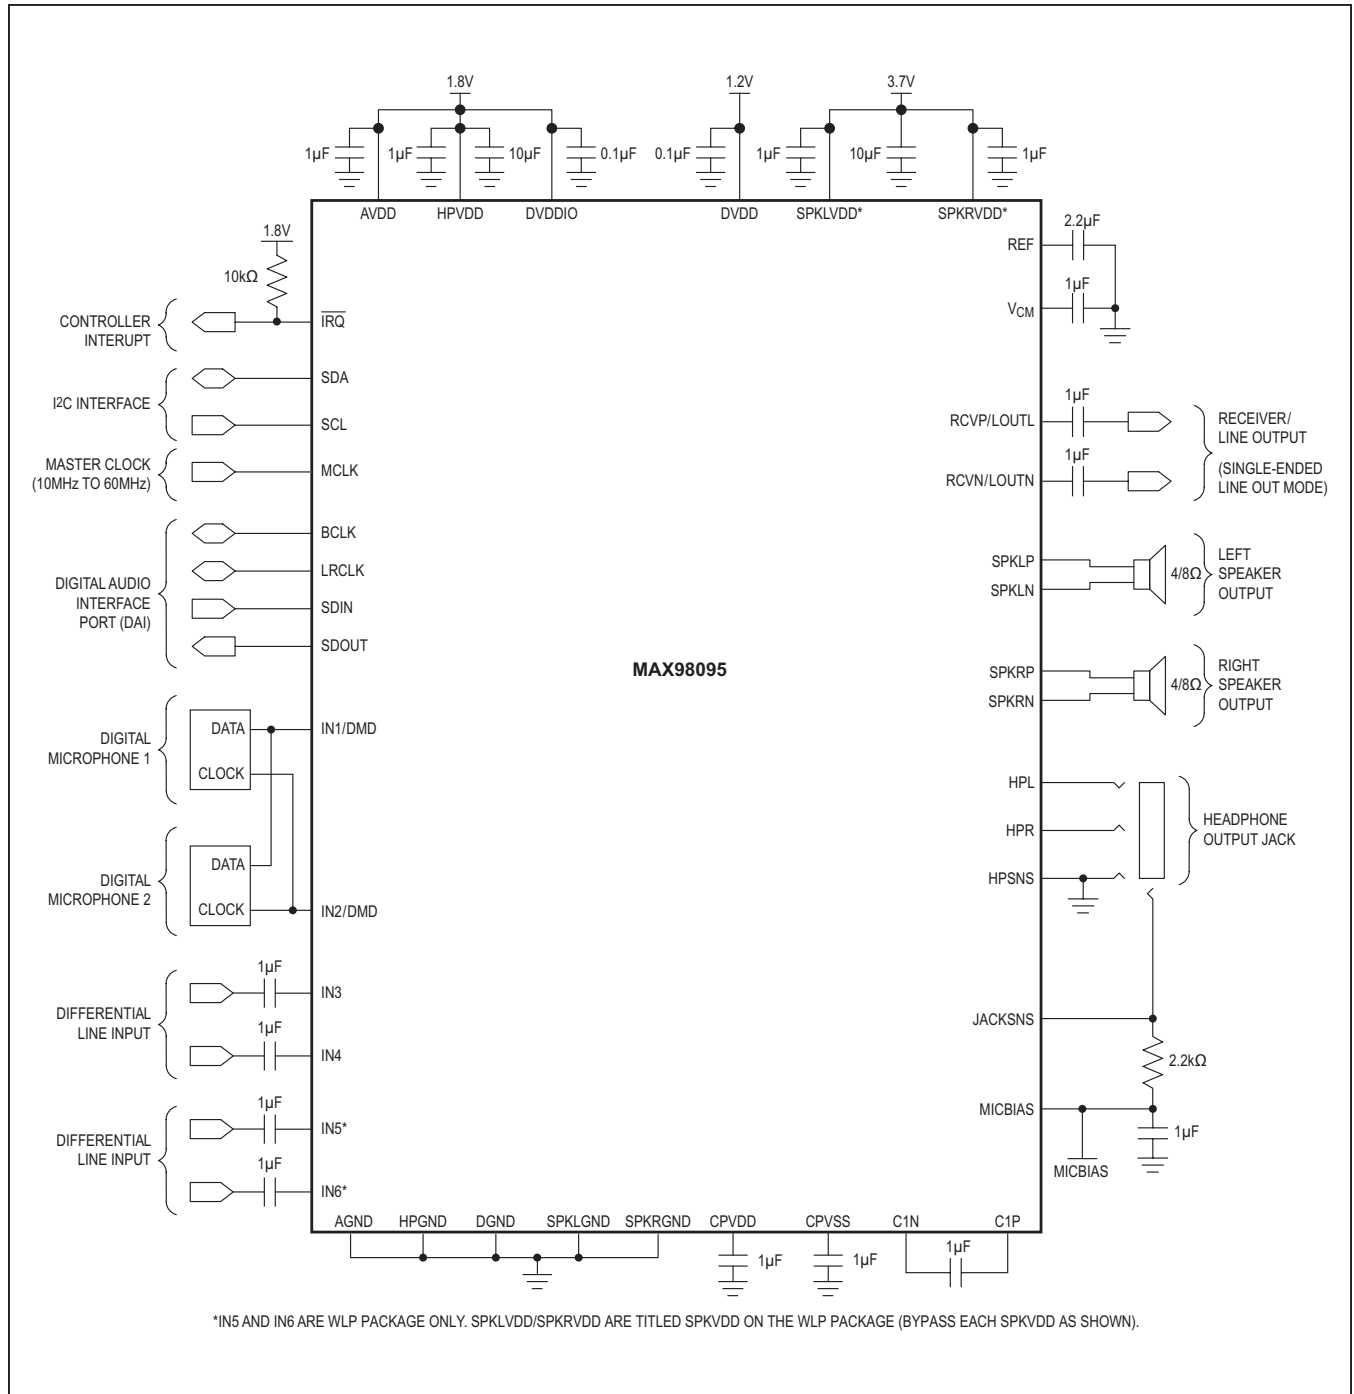 1.8V
1.2V
3.7V
1µF
1µF
10µF
0.1µF
0.1µF
1µF
10µF
1µF
AVDD
HPVDD
DVDDIO
DVDD
SPKLVDD*
SPKRVDD*
1.8V
10kΩ
CONTROLLER
INTERUPT
IRQ
I²C INTERFACE
SDA
SCL
MASTER CLOCK
(10MHz TO 60MHz)
MCLK
DIGITAL AUDIO
INTERFACE
PORT (DAI)
BCLK
LRCLK
SDIN
SDOUT
DIGITAL
MICROPHONE 1
DATA
CLOCK
IN1/DMD
DIGITAL
MICROPHONE 2
DATA
CLOCK
IN2/DMD
DIFFERENTIAL
LINE INPUT
1µF
IN3
1µF
IN4
DIFFERENTIAL
LINE INPUT
1µF
IN5*
1µF
IN6*
MAX98095
REF
2.2µF
VCM
1µF
RCVP/LOUTL
1µF
RCVN/LOUTN
1µF
RECEIVER/
LINE OUTPUT
(SINGLE-ENDED
LINE OUT MODE)
SPKLP
SPKLN
4/8Ω
LEFT
SPEAKER
OUTPUT
SPKRP
SPKRN
4/8Ω
RIGHT
SPEAKER
OUTPUT
HPL
HPR
HPSNS
HEADPHONE
OUTPUT JACK
JACKSNS
2.2kΩ
MICBIAS
1µF
MICBIAS
AGND
HPGND
DGND
SPKLGND
SPKRGND
CPVDD
CPVSS
C1N
C1P
1µF
1µF
1µF
*IN5 AND IN6 ARE WLP PACKAGE ONLY. SPKLVDD/SPKRVDD ARE TITLED SPKVDD ON THE WLP PACKAGE (BYPASS EACH SPKVDD AS SHOWN).